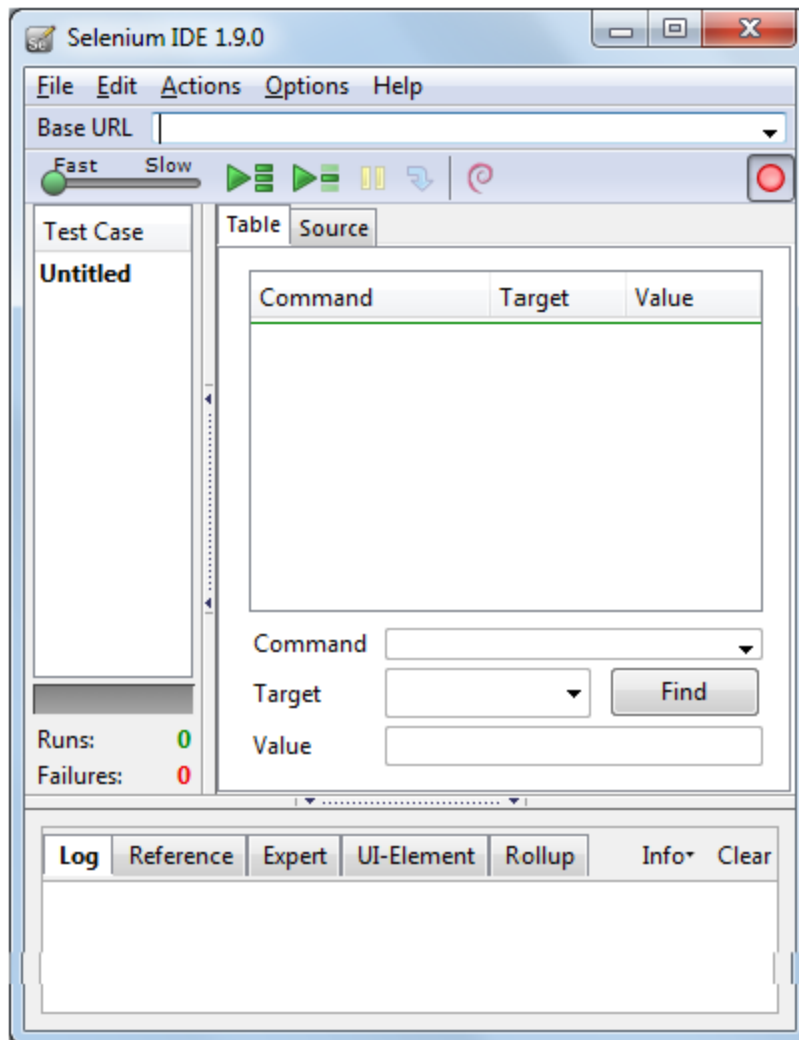 Selenium IDE 1.9.0
File Edit Actions Options Help
Base URL
Fast Slow
Test Case
Untitled
Table Source
Command Target Value
Command
Target Find
Value
Runs: 0
Failures: 0
Log Reference Expert UI-Element Rollup Info Clear